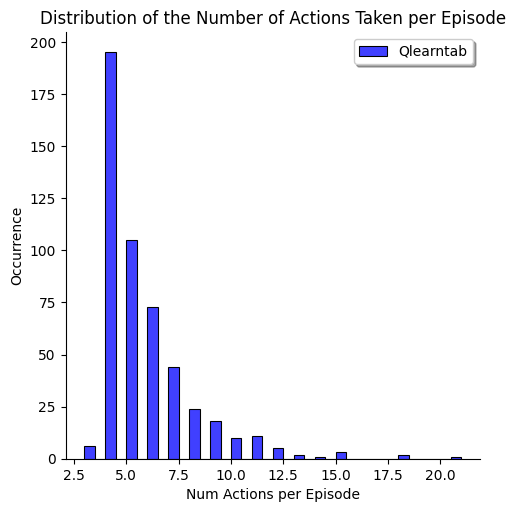 Distribution of the Number of Actions Taken per Episode
Qlearntab
200
175
150
125
100
75
50
25
0
Occurrence
2.5 5.0 7.5 10.0 12.5 15.0 17.5 20.0
Num Actions per Episode